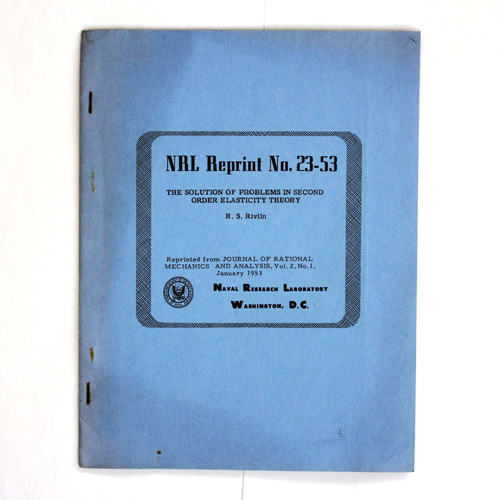 NRL Reprint No. 23-53
THE SOLUTION OF PROBLEMS IN SECOND
ORDER ELASTICITY THEORY
R. S. Rivlin
Reprinted from JOURNAL OF RATIONAL
MECHANICS AND ANALYSIS, Vol. 2, No. 1,
January 1953
NAVAL RESEARCH LABORATORY
WASHINGTON, D.C.